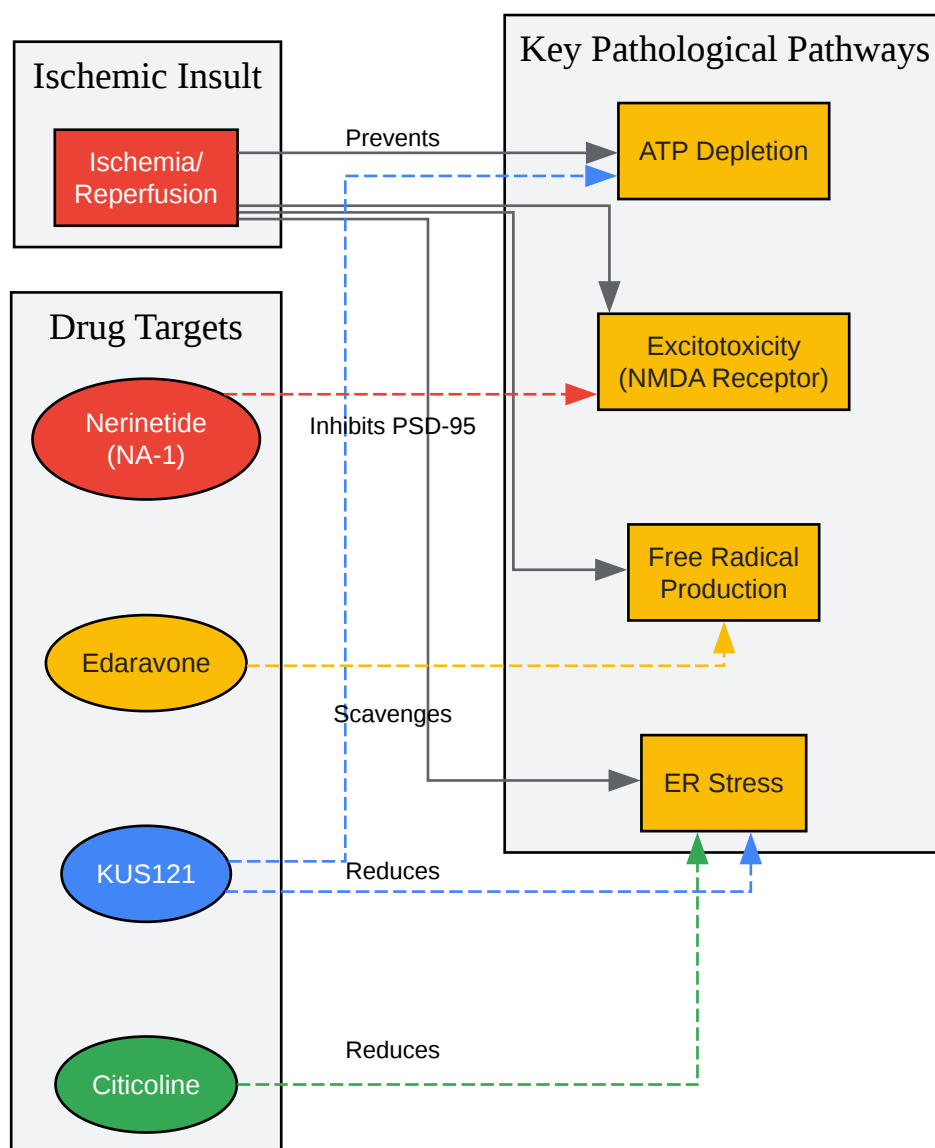 Ischemic Insult
Ischemia/
Reperfusion
Key Pathological Pathways
Prevents
ATP Depletion
Excitotoxicity
(NMDA Receptor)
Drug Targets
Nerinetide
(NA-1)
Inhibits PSD-95
Free Radical
Production
Edaravone
Scavenges
ER Stress
KUS121
Reduces
Citicoline
Reduces